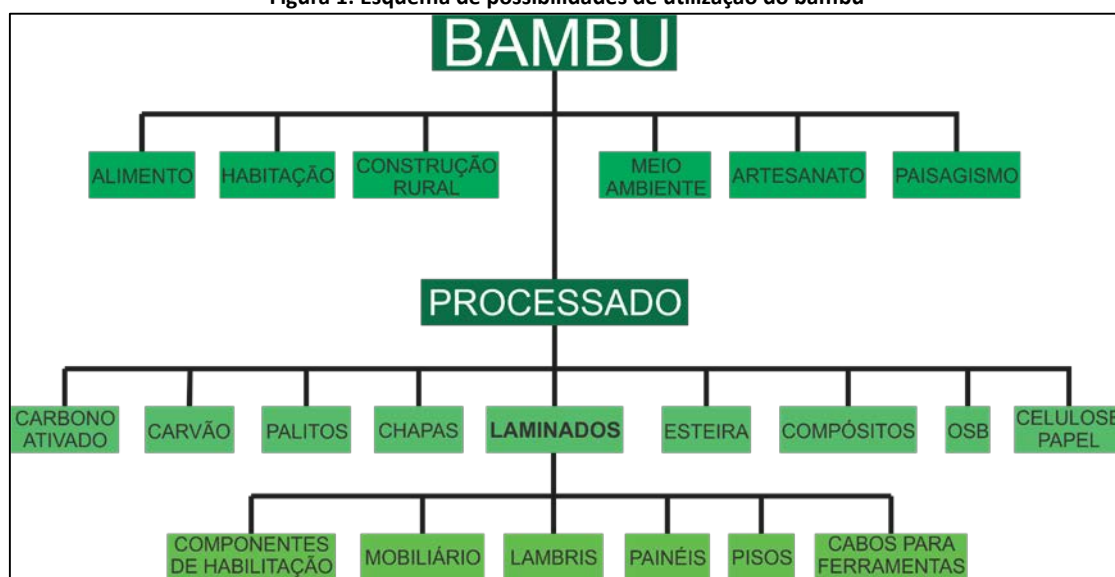 Figura 1: Esquema de possibilidades de utilização do bambu
BAMBU
ALIMENTO
HABITAÇÃO
CONSTRUÇÃO
RURAL
MEIO
AMBIENTE
ARTESANATO
PAISAGISMO
PROCESSADO
CARBONO
ATIVADO
CARVÃO
PALITOS
CHAPAS
LAMINADOS
ESTEIRA
COMPÓSITOS
OSB
CELULOSE
PAPEL
COMPONENTES
DE HABILITAÇÃO
MOBILIÁRIO
LAMBRIS
PAINÉIS
PISOS
CABOS PARA
FERRAMENTAS